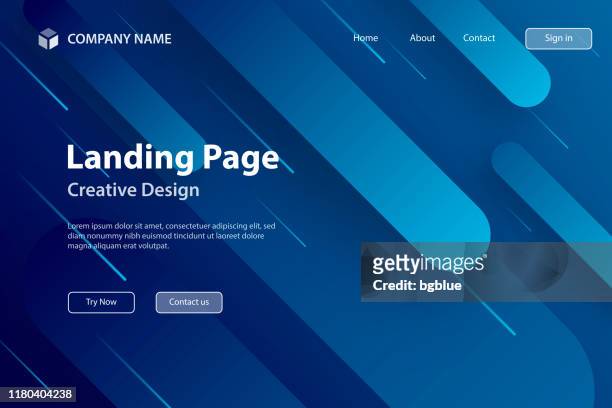 COMPANY NAME
Home About Contact Sign in
Landing Page
Creative Design
Lorem ipsum dolor sit amet, consectetuer adipiscing elit,
sed diam nonummy nibh euismod tincidunt ut laoreet
dolore magna aliquam erat volutpat.
Try Now Contact us
gettyimages
Credit: bgblue
1180404238